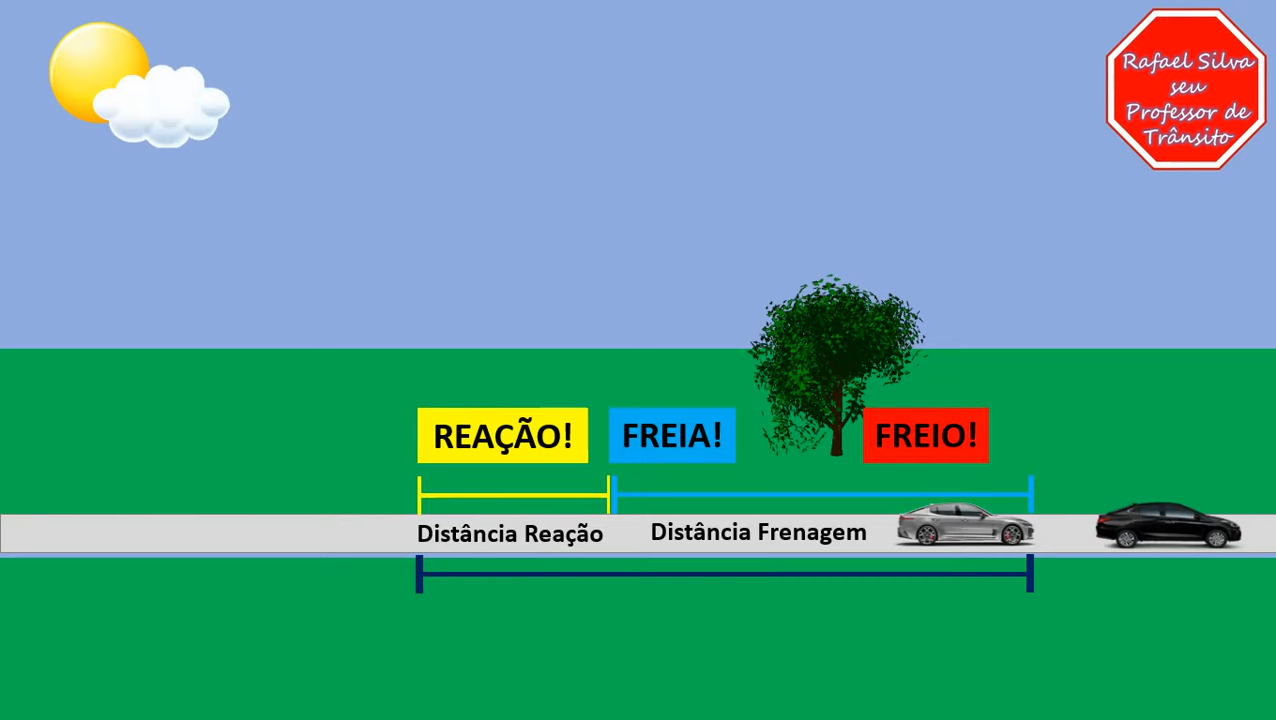 Rafael Silva
seu
Professor de
Trânsito
REAÇÃO!
FREIA!
FREIO!
Distância Reação
Distância Frenagem